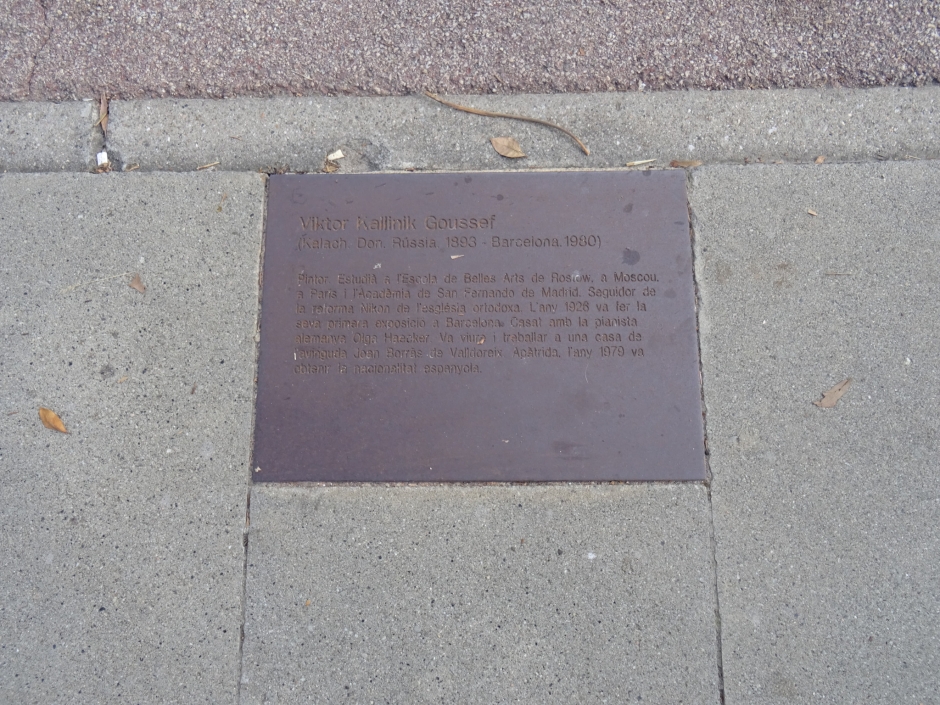 Viktor Kallinik Goussef
(Kalach. Don. Rússia, 1893 - Barcelona, 1980)
Pintor. Estudià a l'Escola de Belles Arts de Rostow, a Moscou,
a París i l'Acadèmia de San Fernando de Madrid. Seguidor de
la reforma Nikon de l'església ortodoxa. L'any 1926 va fer la
seva primera exposició a Barcelona. Casat amb la pianista
alemanya Olga Haecker. Va viure i treballar a una casa de
l'avinguda Joan Borràs de Valldoreix. Apàtrida, l'any 1979 va
obtenir la nacionalitat espanyola.